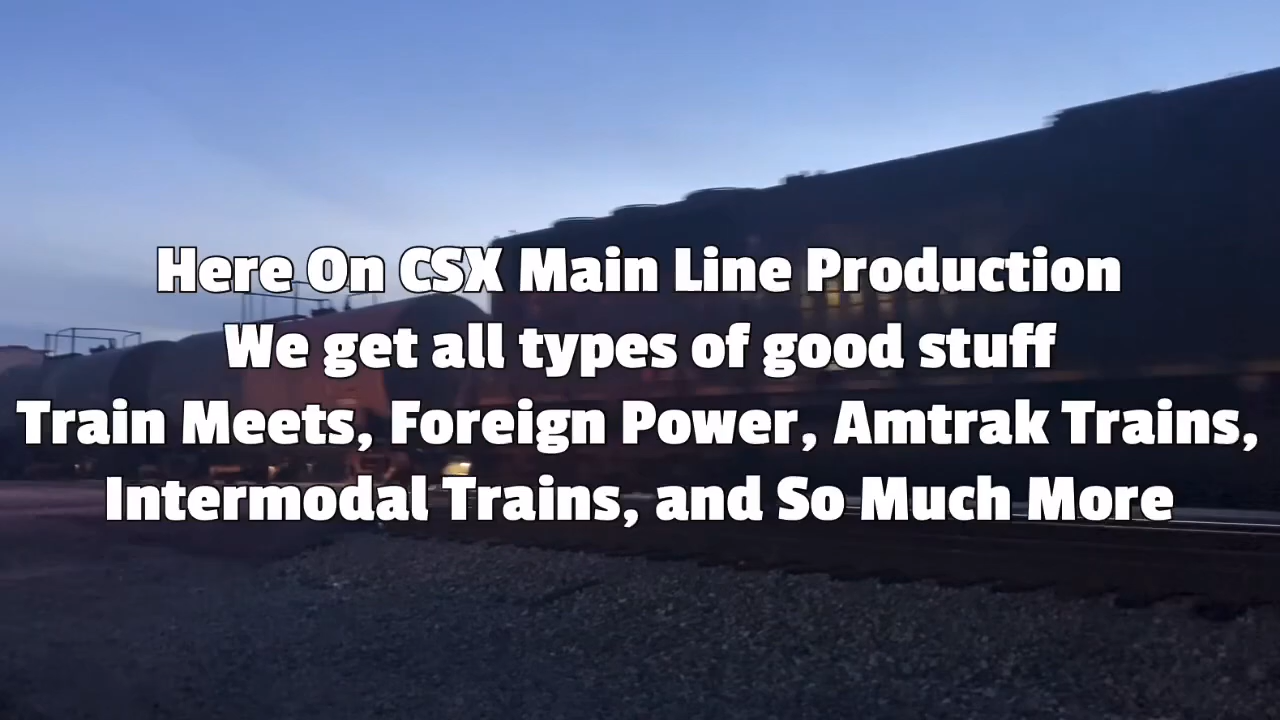 Here On CSX Main Line Production
We get all types of good stuff
Train Meets, Foreign Power, Amtrak Trains,
Intermodal Trains, and So Much More